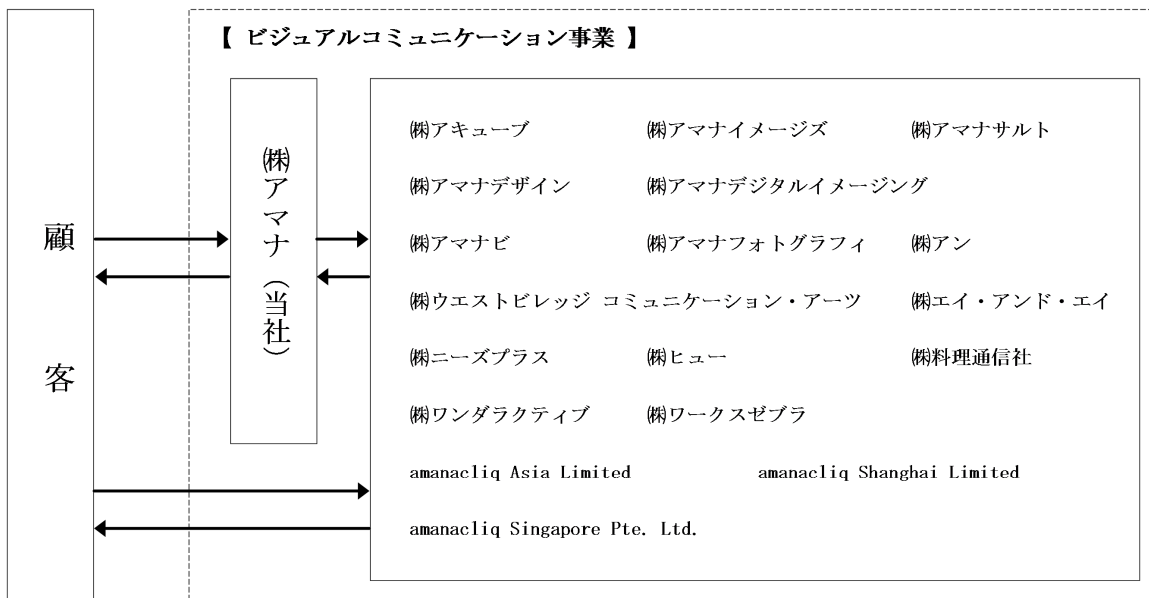 【 ビジュアルコミュニケーション事業 】
顧客
㈱アマナ（当社）
㈱アキューブ ㈱アマナイメージズ ㈱アマナサルト
㈱アマナデザイン ㈱アマナデジタルイメージング
㈱アマナビ ㈱アマナフォトグラフィ ㈱アン
㈱ウエストビレッジ コミュニケーション・アーツ ㈱エイ・アンド・エイ
㈱ニーズプラス ㈱ヒュー ㈱料理通信社
㈱ワンダラクティブ ㈱ワークスゼブラ
amanacliq Asia Limited amanacliq Shanghai Limited
amanacliq Singapore Pte. Ltd.